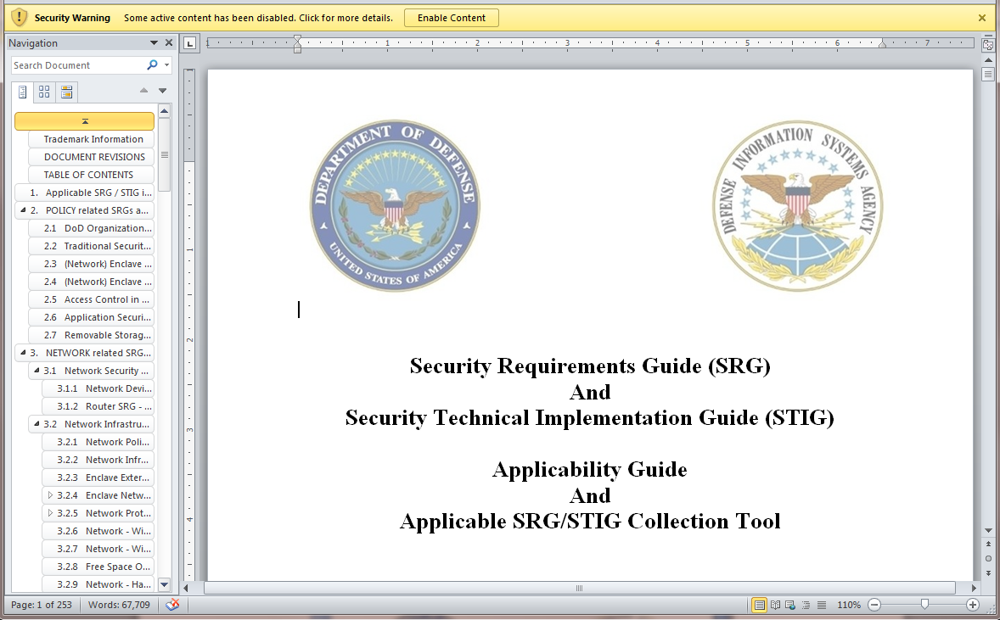 Security Warning Some active content has been disabled. Click for more details. Enable Content
Navigation
Search Document
Trademark Information
DOCUMENT REVISIONS
TABLE OF CONTENTS
1. Applicable SRG / STIG i...
2. POLICY related SRGs a...
2.1 DoD Organization...
2.2 Traditional Securit...
2.3 (Network) Enclave ...
2.4 (Network) Enclave ...
2.5 Access Control in ...
2.6 Application Securi...
2.7 Removable Storag...
3. NETWORK related SRG...
3.1 Network Security ...
3.1.1 Network Devi...
3.1.2 Router SRG - ...
3.2 Network Infrastru...
3.2.1 Network Poli...
3.2.2 Network Infr...
3.2.3 Enclave Exter...
3.2.4 Enclave Netw...
3.2.5 Network Prot...
3.2.6 Network - Wi...
3.2.7 Network - Wi...
3.2.8 Free Space O...
3.2.9 Network - Ha...
1 1 2 3 4 5 6 7
1
1
2
3
4
DEPARTMENT OF DEFENSE
UNITED STATES OF AMERICA
DEFENSE INFORMATION SYSTEMS AGENCY
Security Requirements Guide (SRG)
And
Security Technical Implementation Guide (STIG)
Applicability Guide
And
Applicable SRG/STIG Collection Tool
Page: 1 of 253 Words: 67,709 110%